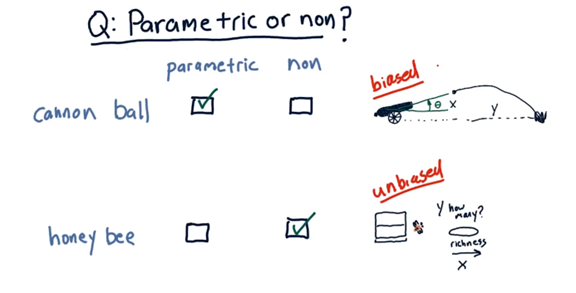 Q: Parametric or non?
parametric non
biased
cannon ball
θ x y
unbiased
y how many?
honey bee
richness
x